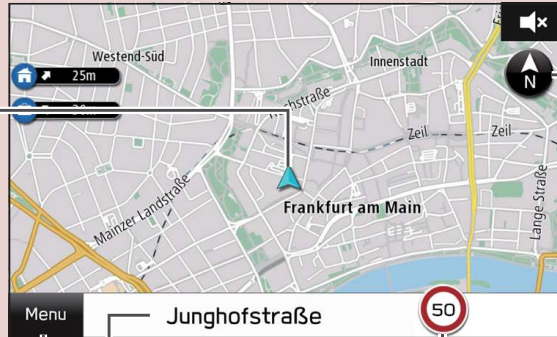 Westend-Süd
Innenstadt
25m
N
Zeil
Zeil
Mainzer Landstraße
Frankfurt am Main
Lange Straße
Menu
Junghofstraße
50